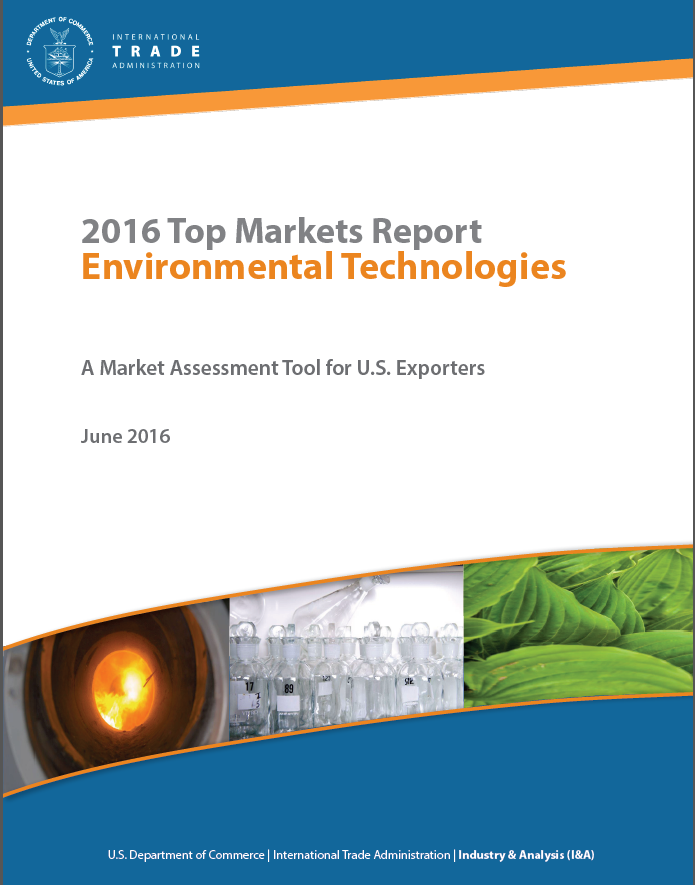 DEPARTMENT OF COMMERCE
UNITED STATES OF AMERICA
INTERNATIONAL
TRADE
ADMINISTRATION
2016 Top Markets Report
Environmental Technologies
A Market Assessment Tool for U.S. Exporters
June 2016
17
89
U.S. Department of Commerce | International Trade Administration | Industry & Analysis (I&A)